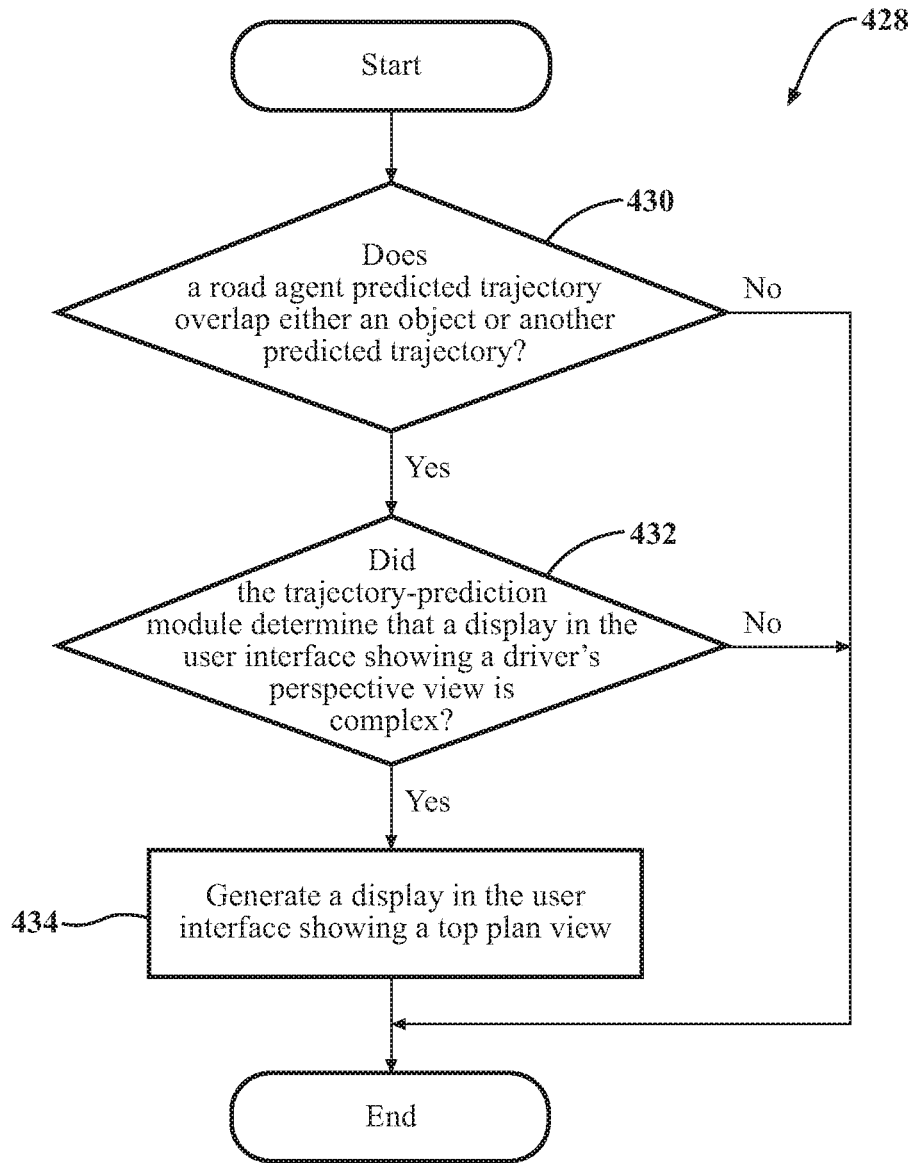 428
Start
430
Does
a road agent predicted trajectory
overlap either an object or another
predicted trajectory?
No
Yes
432
Did
the trajectory-prediction
module determine that a display in the
user interface showing a driver's
perspective view is
complex?
No
Yes
Generate a display in the user
interface showing a top plan view
434
End